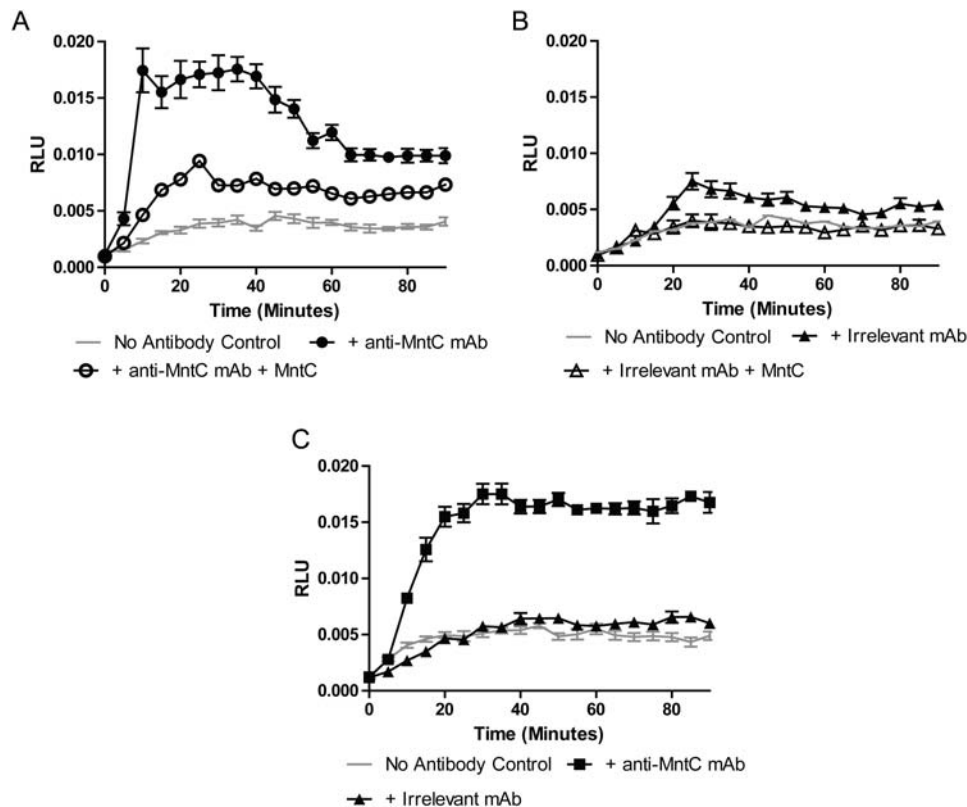 A
0.020
0.015
0.010
0.005
0.000
RLU
0 20 40 60 80
Time (Minutes)
No Antibody Control + anti-MntC mAb
+ anti-MntC mAb + MntC
B
0.020
0.015
0.010
0.005
0.000
RLU
0 20 40 60 80
Time (Minutes)
No Antibody Control + Irrelevant mAb
+ Irrelevant mAb + MntC
C
0.020
0.015
0.010
0.005
0.000
RLU
0 20 40 60 80
Time (Minutes)
No Antibody Control + anti-MntC mAb
+ Irrelevant mAb